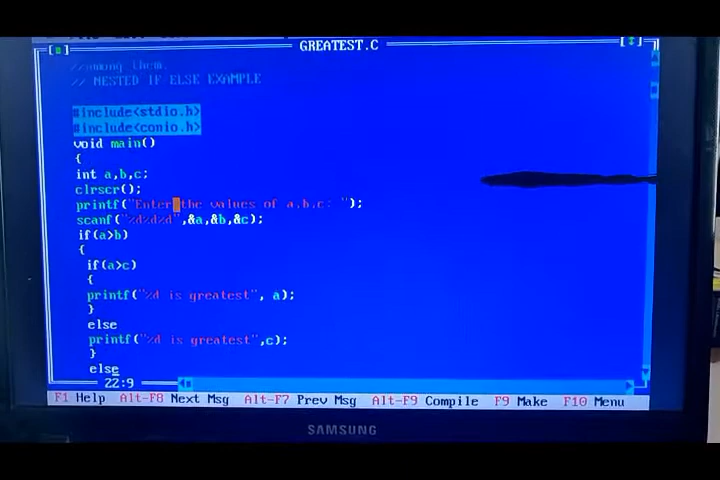 GREATEST.C
//among them.
// NESTED IF ELSE EXAMPLE
#include<stdio.h>
#include<conio.h>
void main()
{
int a,b,c;
clrscr();
printf("Enter the values of a.b.c: ");
scanf("%d%d%d",&a,&b,&c);
if(a>b)
{
if(a>c)
{
printf("%d is greatest", a);
}
else
printf("%d is greatest",c);
}
else
22:9
F1 Help Alt-F8 Next Msg Alt-F7 Prev Msg Alt-F9 Compile F9 Make F10 Menu
SAMSUNG